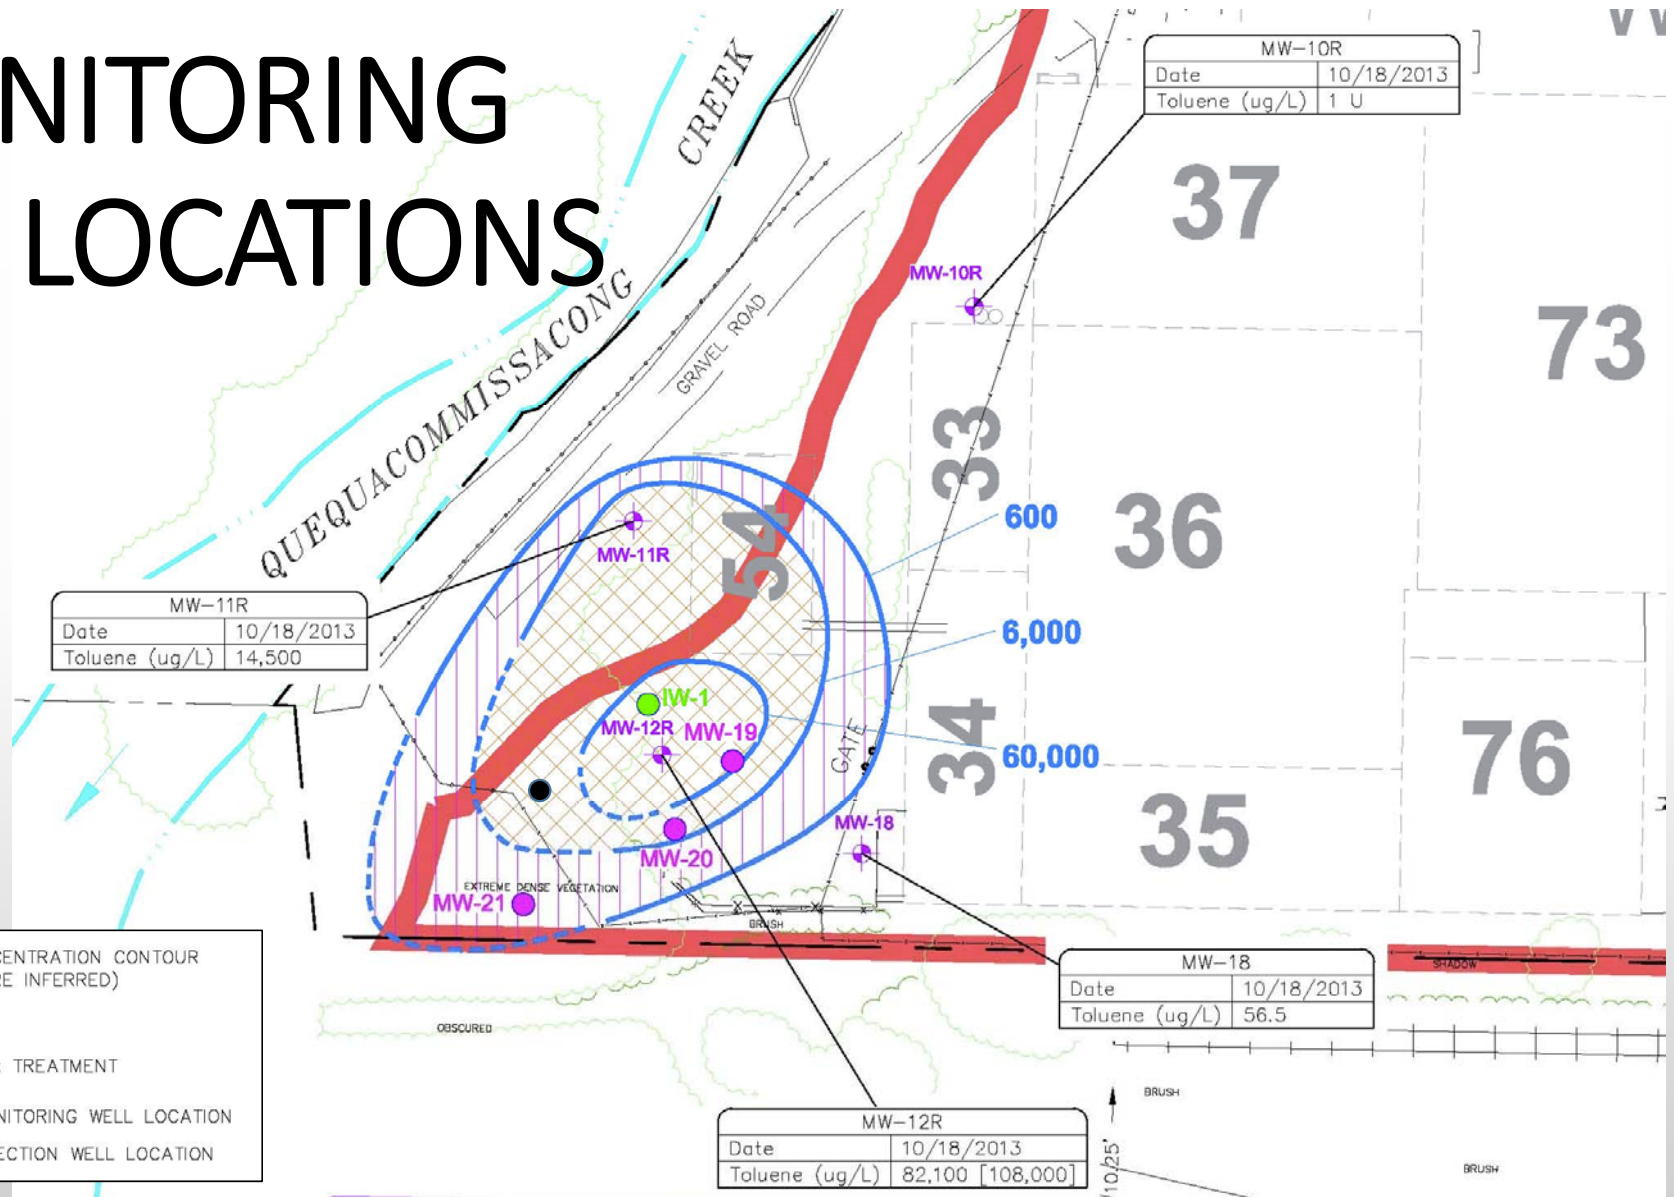 NITORING
LOCATIONS
QUEQUACOMMISSACONG
CREEK
GRAVEL ROAD
MW-10R
Date 10/18/2013
Toluene (ug/L) 1 U
37
MW-10R
73
33
36
600
54
MW-11R
MW-11R
Date 10/18/2013
Toluene (ug/L) 14,500
6,000
IW-1
MW-12R
MW-19
GATE
34
60,000
76
35
MW-18
MW-20
EXTREME DENSE VEGETATION
MW-21
BRUSH
CENTRATION CONTOUR
RE INFERRED)
TREATMENT
NITORING WELL LOCATION
ECTION WELL LOCATION
OBSCURED
SHADOW
MW-18
Date 10/18/2013
Toluene (ug/L) 56.5
BRUSH
MW-12R
Date 10/18/2013
Toluene (ug/L) 82,100 [108,000]
10.25'
BRUSH